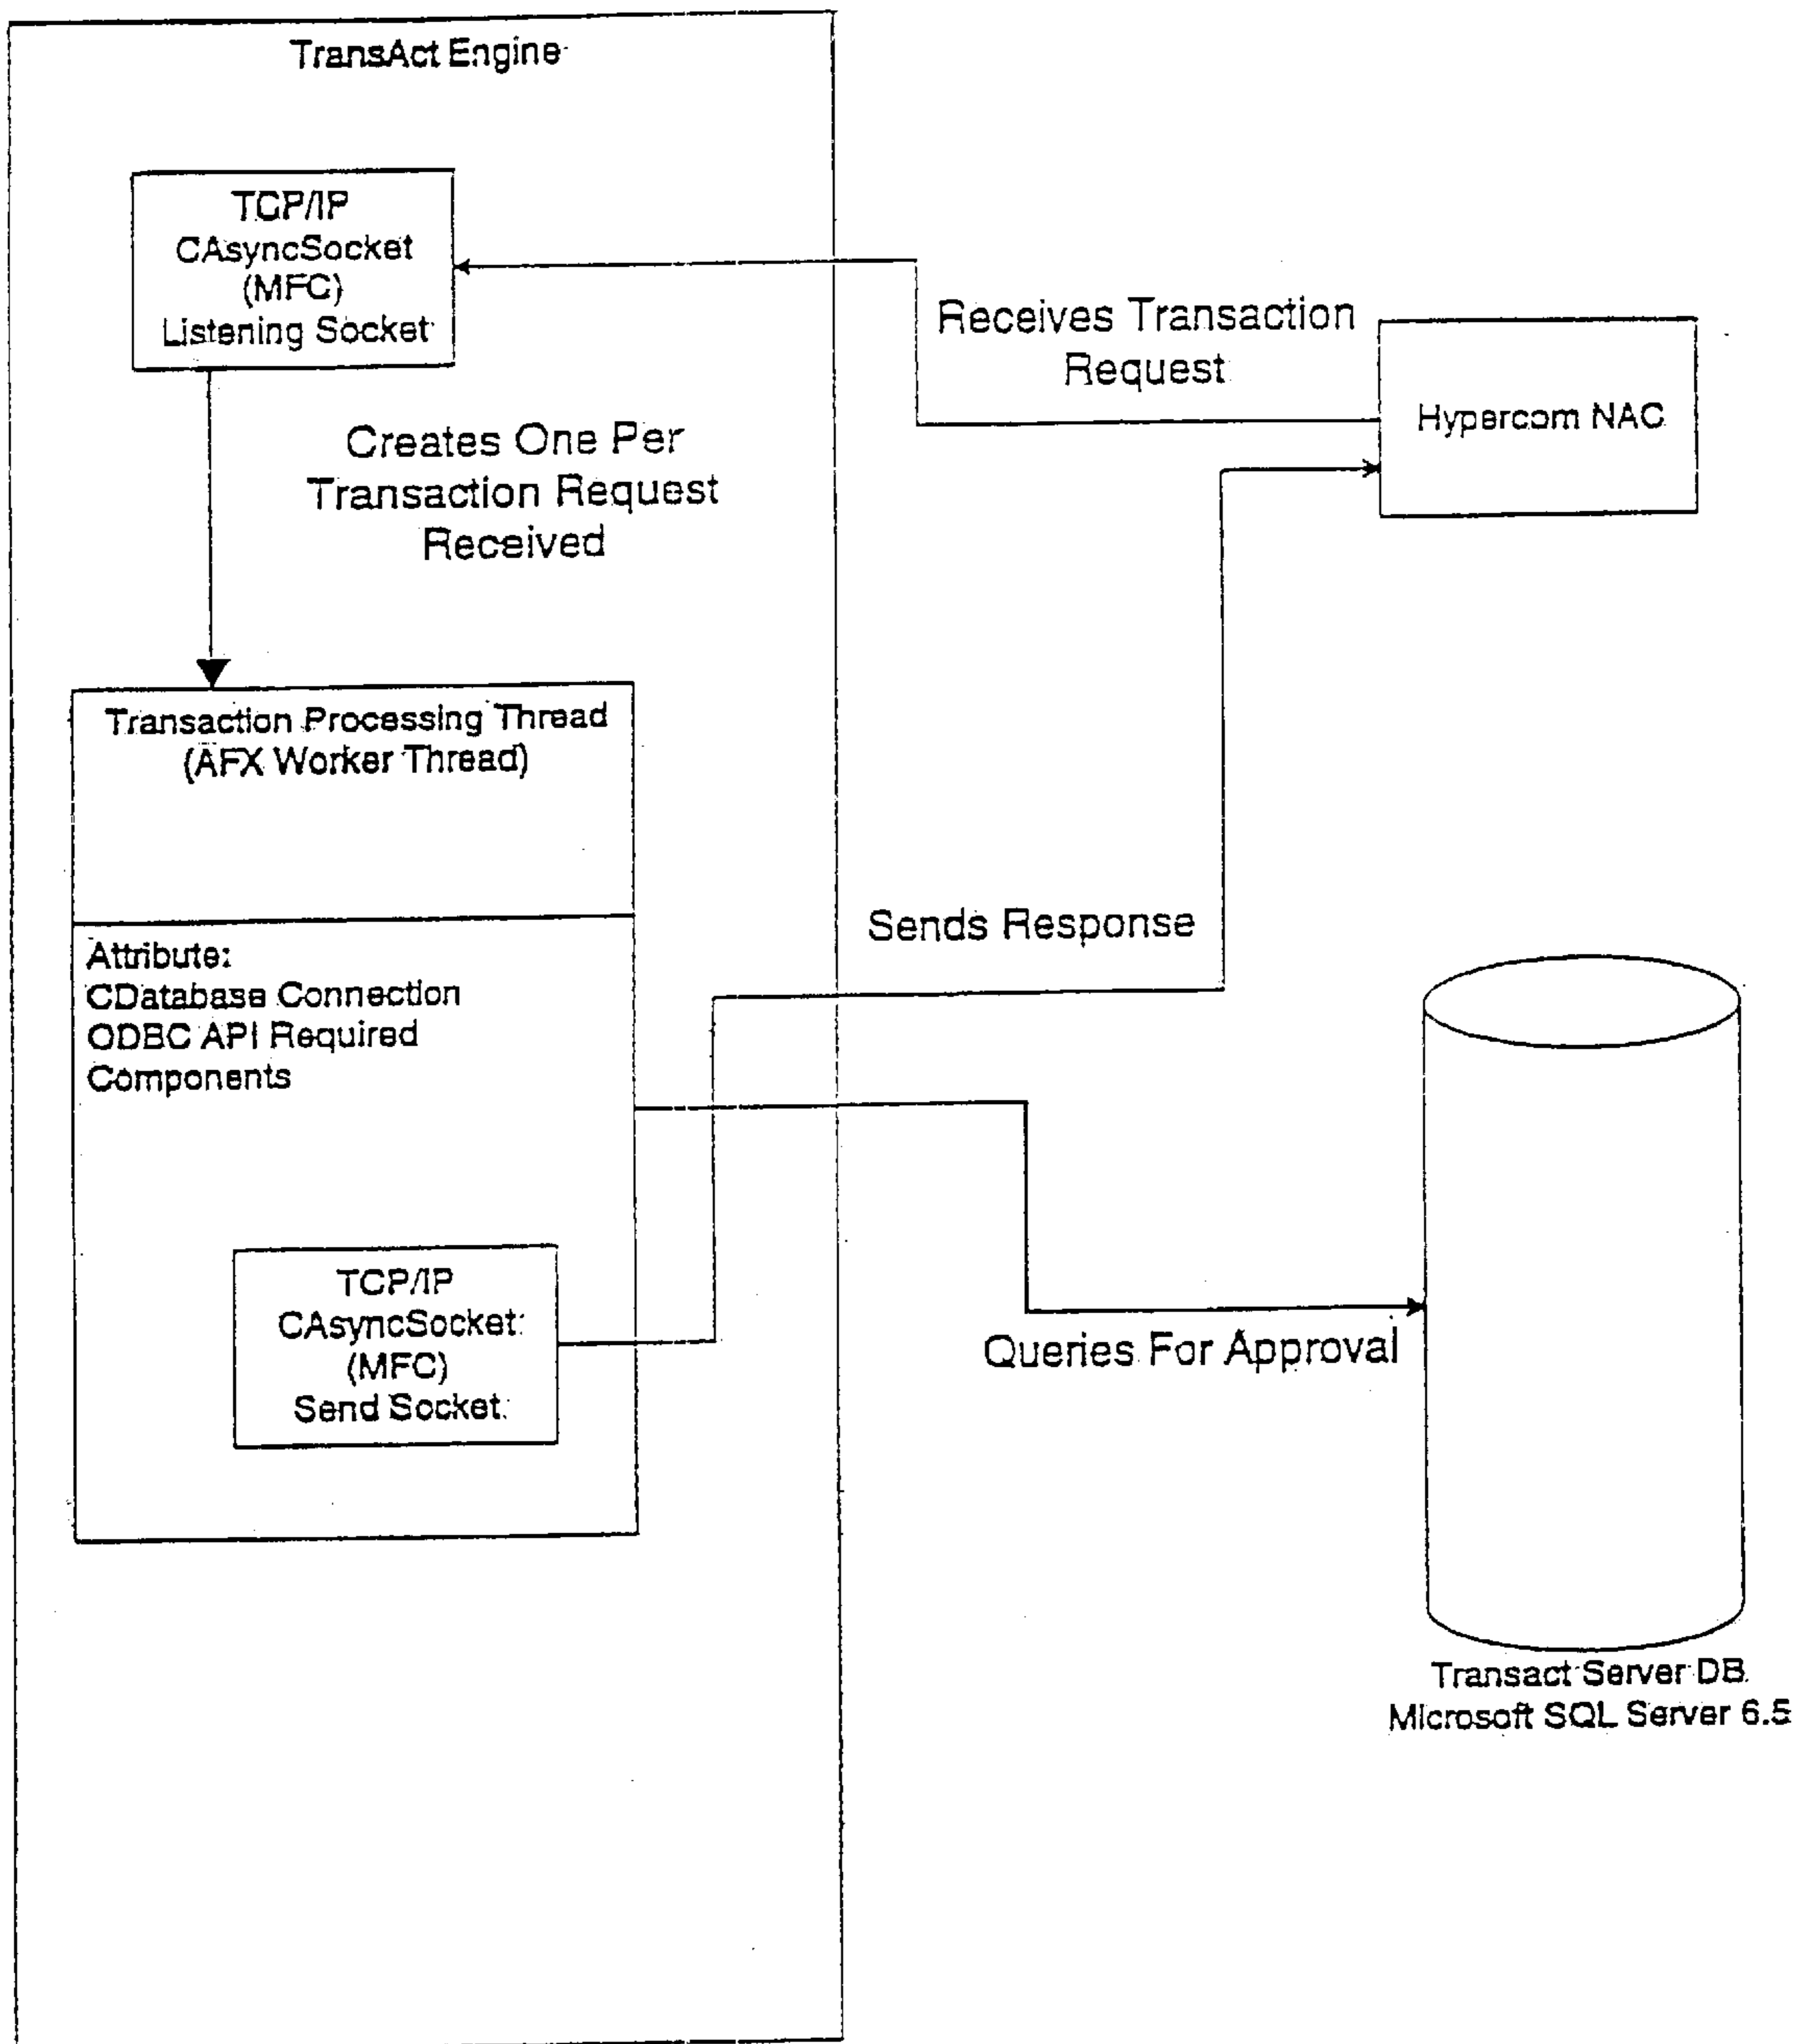 TransAct Engine
TCP/IP
CAsyncSocket
(MFC)
Listening Socket
Receives Transaction
Request
Hypercom NAC
Creates One Per
Transaction Request
Received
Transaction Processing Thread
(AFX Worker Thread)
Sends Response
Attribute:
CDatabase Connection
ODBC API Required
Components
TCP/IP
CAsyncSocket
(MFC)
Send Socket
Queries For Approval
Transact Server DB
Microsoft SQL Server 6.5